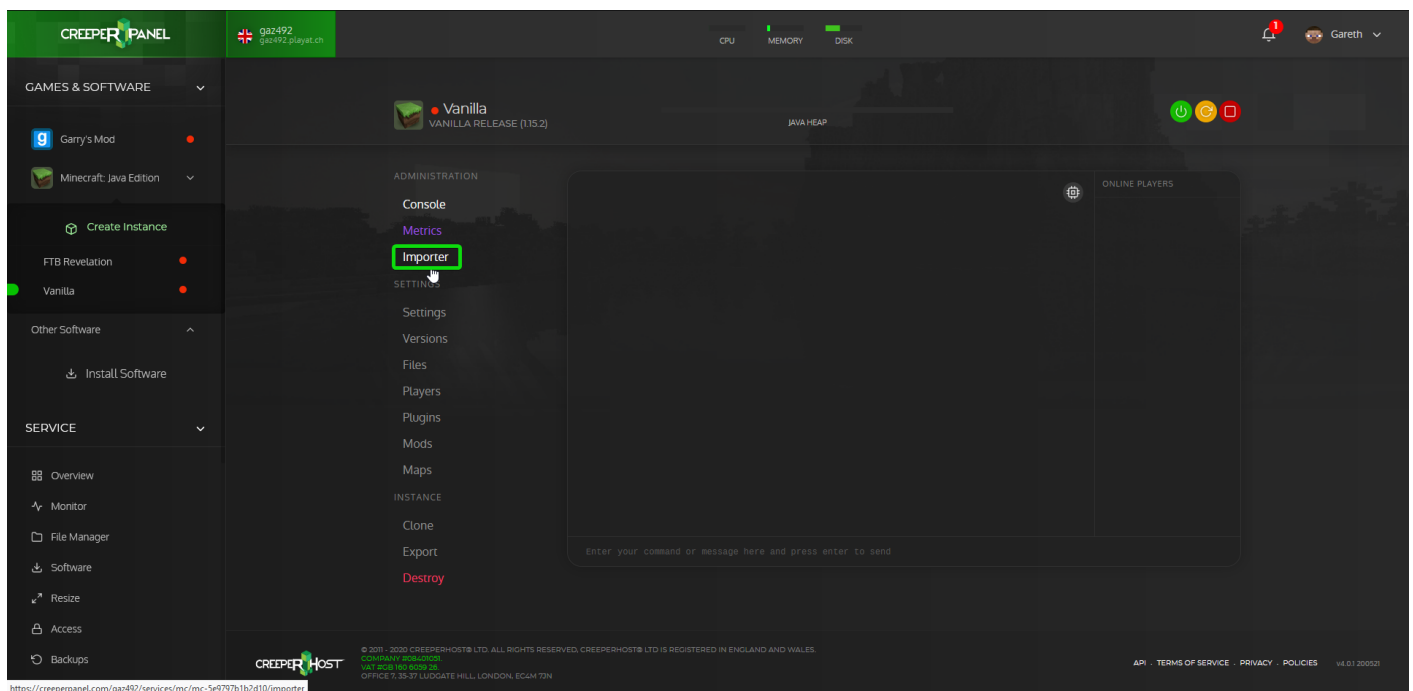 CREEPER PANEL
gaz492
gaz492.playat.ch
CPU MEMORY DISK
1
Gareth
GAMES & SOFTWARE
Garry's Mod
Minecraft: Java Edition
Create Instance
FTB Revelation
Vanilla
Other Software
Install Software
SERVICE
Overview
Monitor
File Manager
Software
Resize
Access
Backups
Vanilla
VANILLA RELEASE (1.15.2)
JAVA HEAP
ADMINISTRATION
Console
Metrics
Importer
SETTINGS
Settings
Versions
Files
Players
Plugins
Mods
Maps
INSTANCE
Clone
Export
Destroy
ONLINE PLAYERS
Enter your command or message here and press enter to send
CREEPER HOST
© 2011 - 2020 CREEPERHOST® LTD. ALL RIGHTS RESERVED, CREEPERHOST® LTD IS REGISTERED IN ENGLAND AND WALES.
COMPANY #08401051.
VAT #GB 160 6059 26.
OFFICE 7, 35-37 LUDGATE HILL, LONDON, EC4M 7JN
API - TERMS OF SERVICE - PRIVACY - POLICIES v4.0.1 200521
https://creeperpanel.com/gaz492/services/mc/mc-5e9797b1b2d10/importer